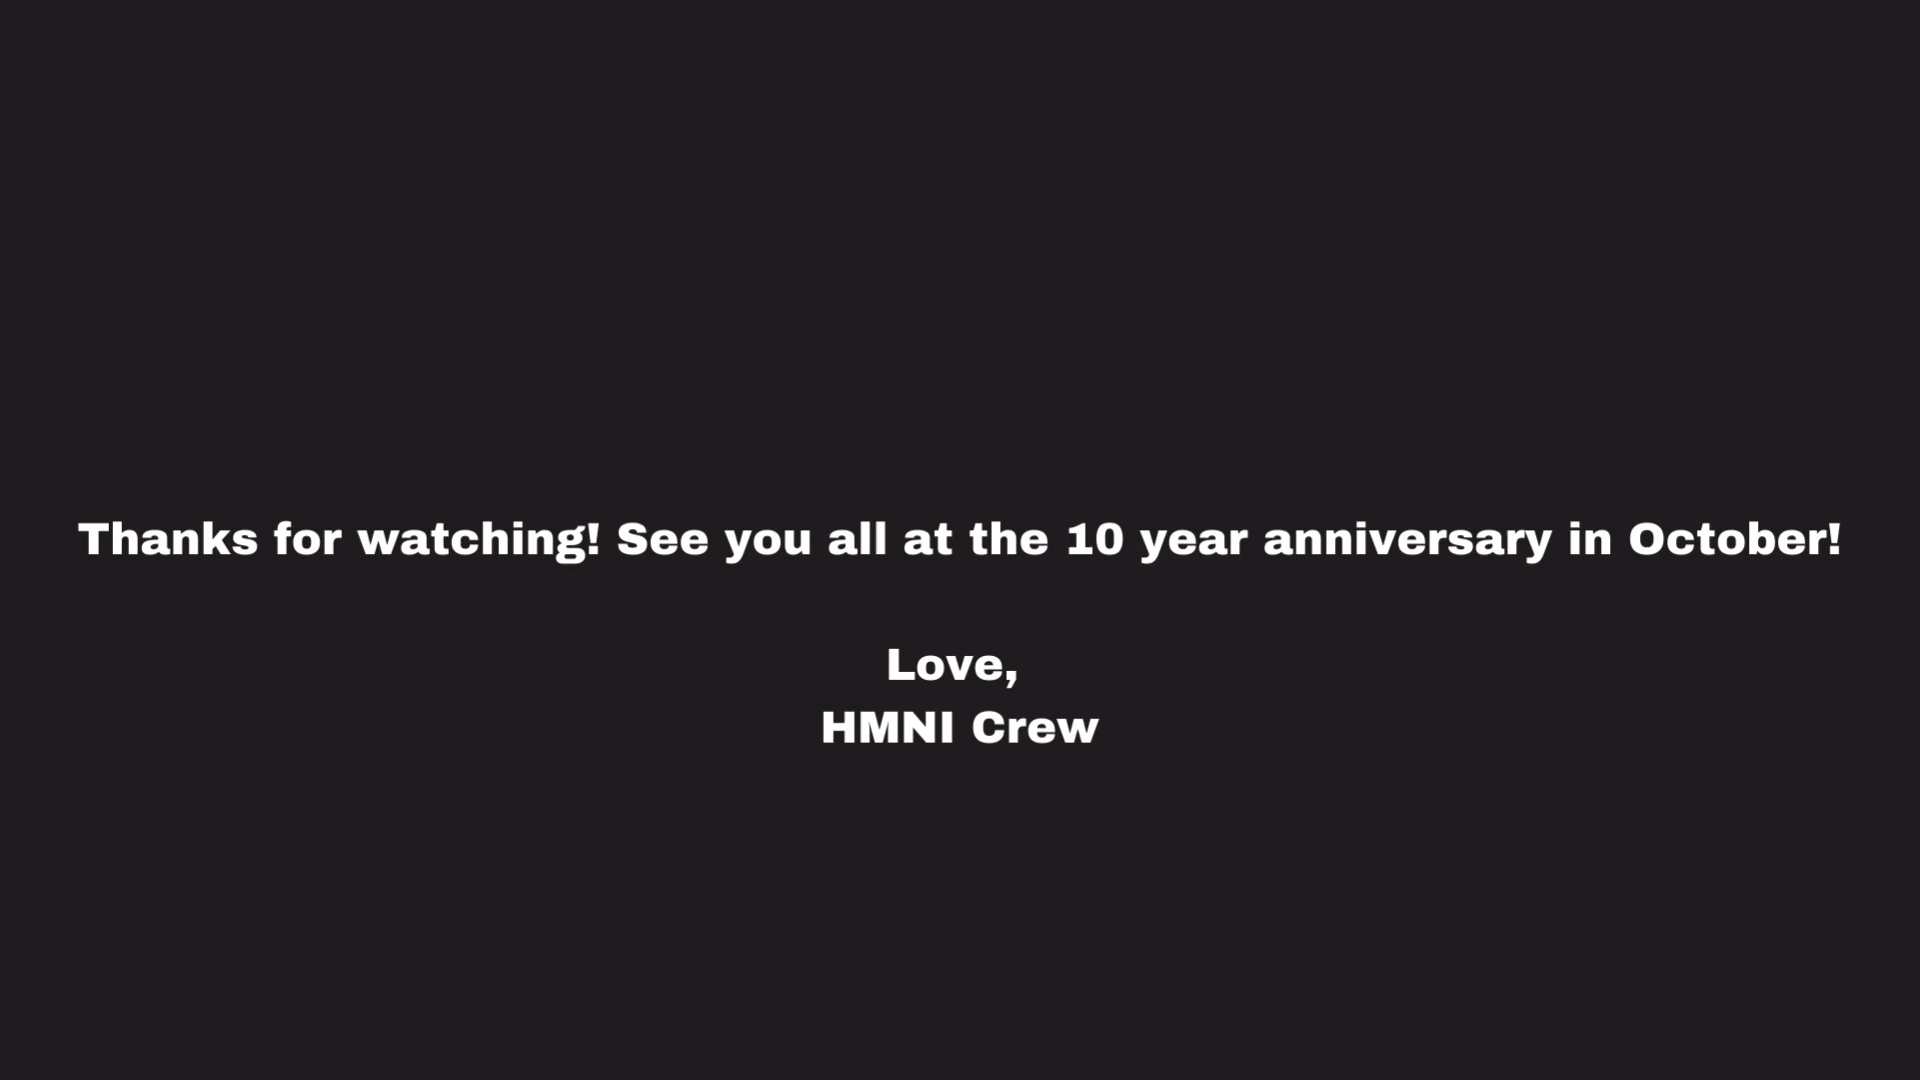 Thanks for watching! See you all at the 10 year anniversary in October!
Love,
HMNI Crew